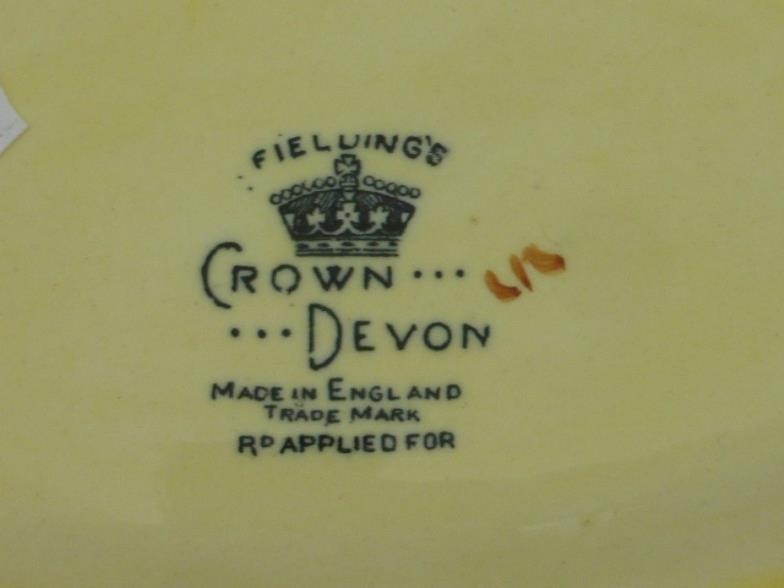 FIELDING'S
CROWN ...
... DEVON
MADE IN ENGLAND
TRADE MARK
RD APPLIED FOR